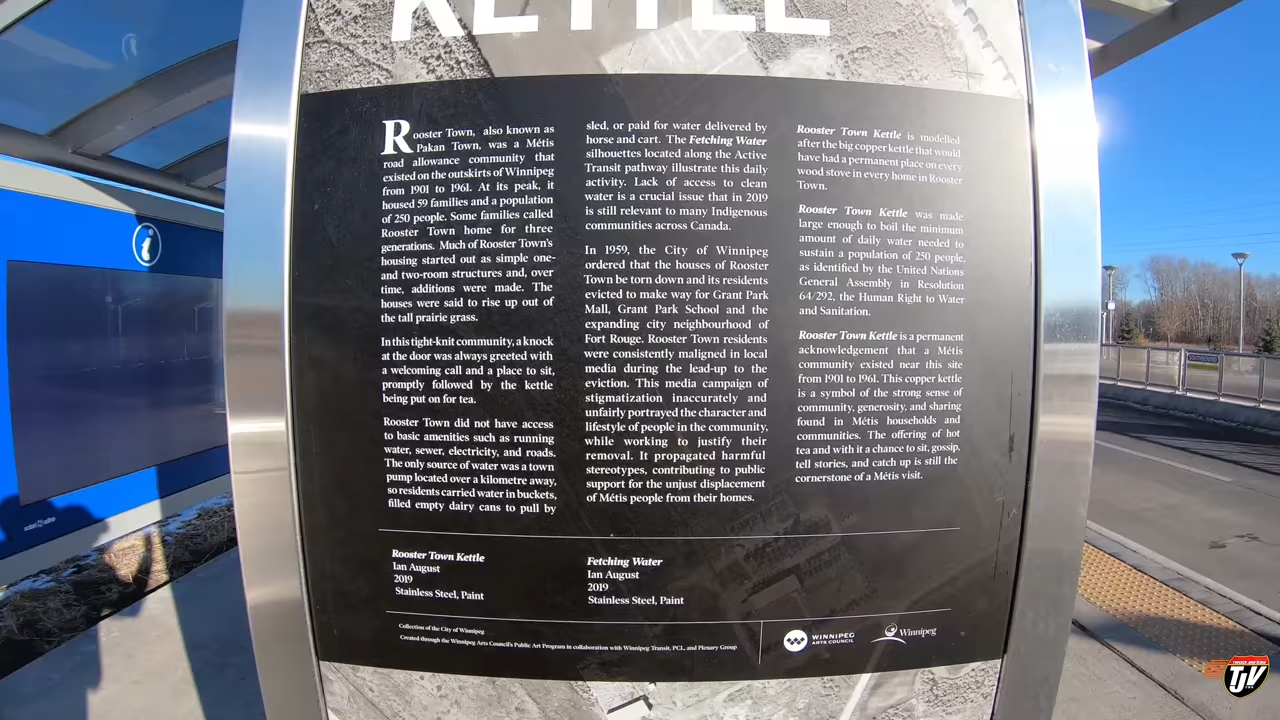 KETTLE
Rooster Town, also known as
Pakan Town, was a Métis
road allowance community that
existed on the outskirts of Winnipeg
from 1901 to 1961. At its peak, it
housed 59 families and a population
of 250 people. Some families called
Rooster Town home for three
generations. Much of Rooster Town's
housing started out as simple one-
and two-room structures and, over
time, additions were made. The
houses were said to rise up out of
the tall prairie grass.
In this tight-knit community, a knock
at the door was always greeted with
a welcoming call and a place to sit,
promptly followed by the kettle
being put on for tea.
Rooster Town did not have access
to basic amenities such as running
water, sewer, electricity, and roads.
The only source of water was a town
pump located over a kilometre away,
so residents carried water in buckets,
filled empty dairy cans to pull by
sled, or paid for water delivered by
horse and cart. The Fetching Water
silhouettes located along the Active
Transit pathway illustrate this daily
activity. Lack of access to clean
water is a crucial issue that in 2019
is still relevant to many Indigenous
communities across Canada.
In 1959, the City of Winnipeg
ordered that the houses of Rooster
Town be torn down and its residents
evicted to make way for Grant Park
Mall, Grant Park School and the
expanding city neighbourhood of
Fort Rouge. Rooster Town residents
were consistently maligned in local
media during the lead-up to the
eviction. This media campaign of
stigmatization inaccurately and
unfairly portrayed the character and
lifestyle of people in the community,
while working to justify their
removal. It propagated harmful
stereotypes, contributing to public
support for the unjust displacement
of Métis people from their homes.
Rooster Town Kettle is modelled
after the big copper kettle that would
have had a permanent place on every
wood stove in every home in Rooster
Town.
Rooster Town Kettle was made
large enough to boil the minimum
amount of daily water needed to
sustain a population of 250 people,
as identified by the United Nations
General Assembly in Resolution
64/292, the Human Right to Water
and Sanitation.
Rooster Town Kettle is a permanent
acknowledgement that a Métis
community existed near this site
from 1901 to 1961. This copper kettle
is a symbol of the strong sense of
community, generosity, and sharing
found in Métis households and
communities. The offering of hot
tea and with it a chance to sit, gossip,
tell stories, and catch up is still the
cornerstone of a Métis visit.
Rooster Town Kettle
Ian August
2019
Stainless Steel, Paint
Fetching Water
Ian August
2019
Stainless Steel, Paint
Collection of the City of Winnipeg
Created through the Winnipeg Arts Council's Public Art Program in collaboration with Winnipeg Transit, PCL, and Plenary Group
WINNIPEG
ARTS COUNCIL
Winnipeg
TJV